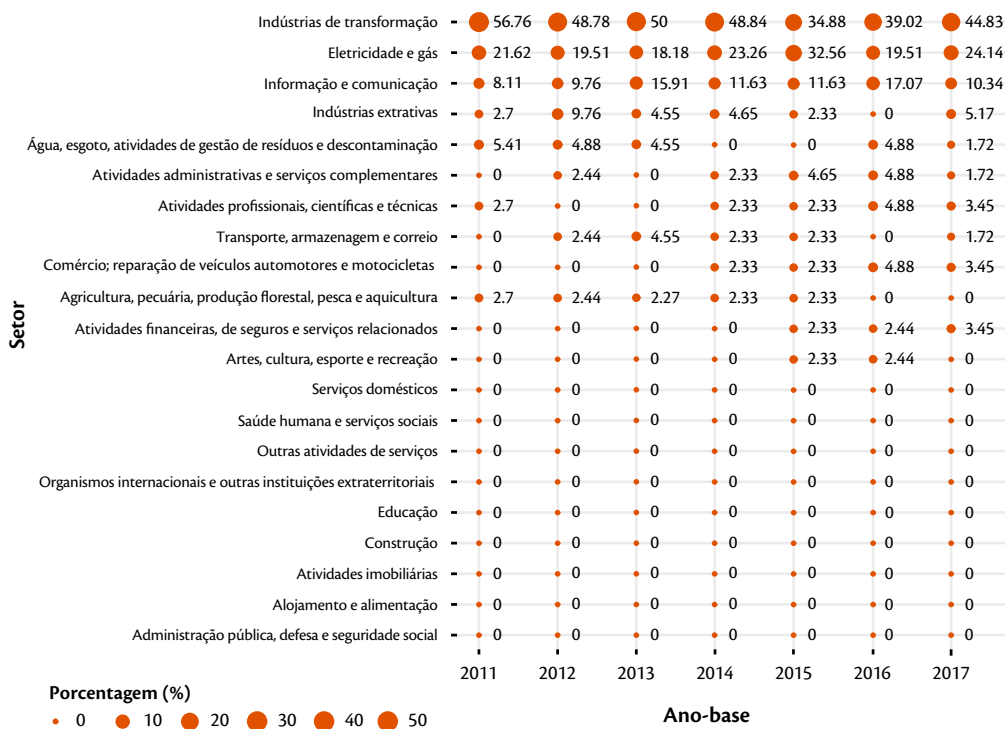 Indústrias de transformação 56.76 48.78 50 48.84 34.88 39.02 44.83
Eletricidade e gás 21.62 19.51 18.18 23.26 32.56 19.51 24.14
Informação e comunicação 8.11 9.76 15.91 11.63 11.63 17.07 10.34
Indústrias extrativas 2.7 9.76 4.55 4.65 2.33 0 5.17
Água, esgoto, atividades de gestão de resíduos e descontaminação 5.41 4.88 4.55 0 0 4.88 1.72
Atividades administrativas e serviços complementares 0 2.44 0 2.33 4.65 4.88 1.72
Atividades profissionais, científicas e técnicas 2.7 0 0 2.33 2.33 4.88 3.45
Transporte, armazenagem e correio 0 2.44 4.55 2.33 2.33 0 1.72
Comércio; reparação de veículos automotores e motocicletas 0 0 0 2.33 2.33 4.88 3.45
Agricultura, pecuária, produção florestal, pesca e aquicultura 2.7 2.44 2.27 2.33 2.33 0 0
Atividades financeiras, de seguros e serviços relacionados 0 0 0 0 2.33 2.44 3.45
Artes, cultura, esporte e recreação 0 0 0 0 2.33 2.44 0
Serviços domésticos 0 0 0 0 0 0 0
Saúde humana e serviços sociais 0 0 0 0 0 0 0
Outras atividades de serviços 0 0 0 0 0 0 0
Organismos internacionais e outras instituições extraterritoriais 0 0 0 0 0 0 0
Educação 0 0 0 0 0 0 0
Construção 0 0 0 0 0 0 0
Atividades imobiliárias 0 0 0 0 0 0 0
Alojamento e alimentação 0 0 0 0 0 0 0
Administração pública, defesa e seguridade social 0 0 0 0 0 0 0
Setor
2011 2012 2013 2014 2015 2016 2017
Ano-base
Porcentagem (%)
0 10 20 30 40 50